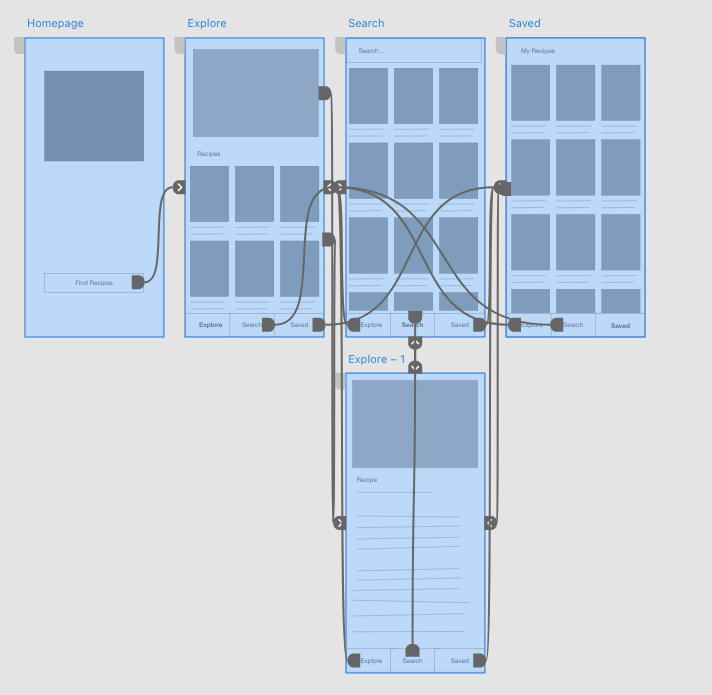 Homepage
Explore
Search
Saved
Search...
My Recipes
Recipes
Find Recipes
Explore
Search
Saved
Explore
Search
Saved
Explore
Search
Saved
Explore – 1
Recipe
Explore
Search
Saved